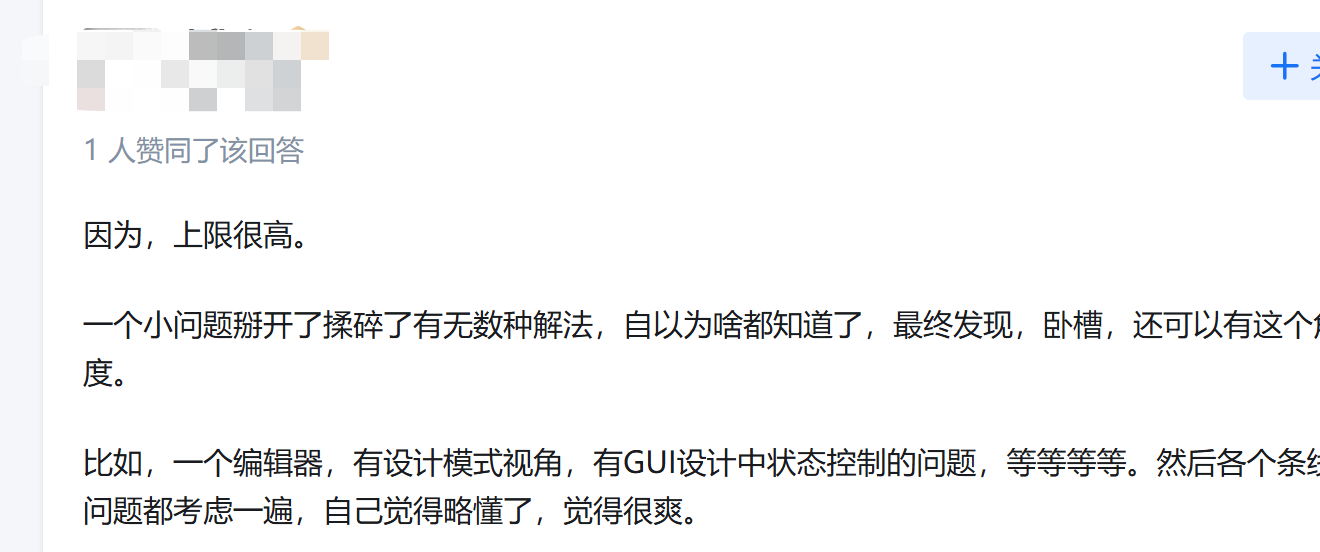 1 人赞同了该回答
因为，上限很高。
一个小问题掰开了揉碎了有无数种解法，自以为啥都知道了，最终发现，卧槽，还可以有这个
度。
比如，一个编辑器，有设计模式视角，有GUI设计中状态控制的问题，等等等等。然后各个条
问题都考虑一遍，自己觉得略懂了，觉得很爽。